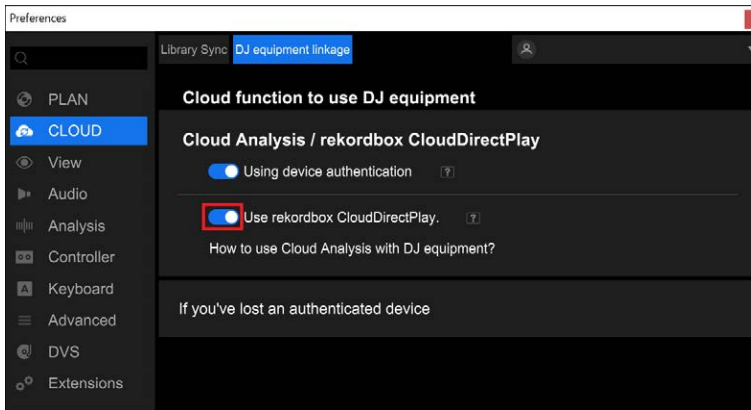 Preferences
Library Sync DJ equipment linkage
PLAN
CLOUD
View
Audio
Analysis
Controller
Keyboard
A
Advanced
DVS
Extensions
Cloud function to use DJ equipment
Cloud Analysis / rekordbox CloudDirectPlay
Using device authentication ?
Use rekordbox CloudDirectPlay. ?
How to use Cloud Analysis with DJ equipment?
If you've lost an authenticated device